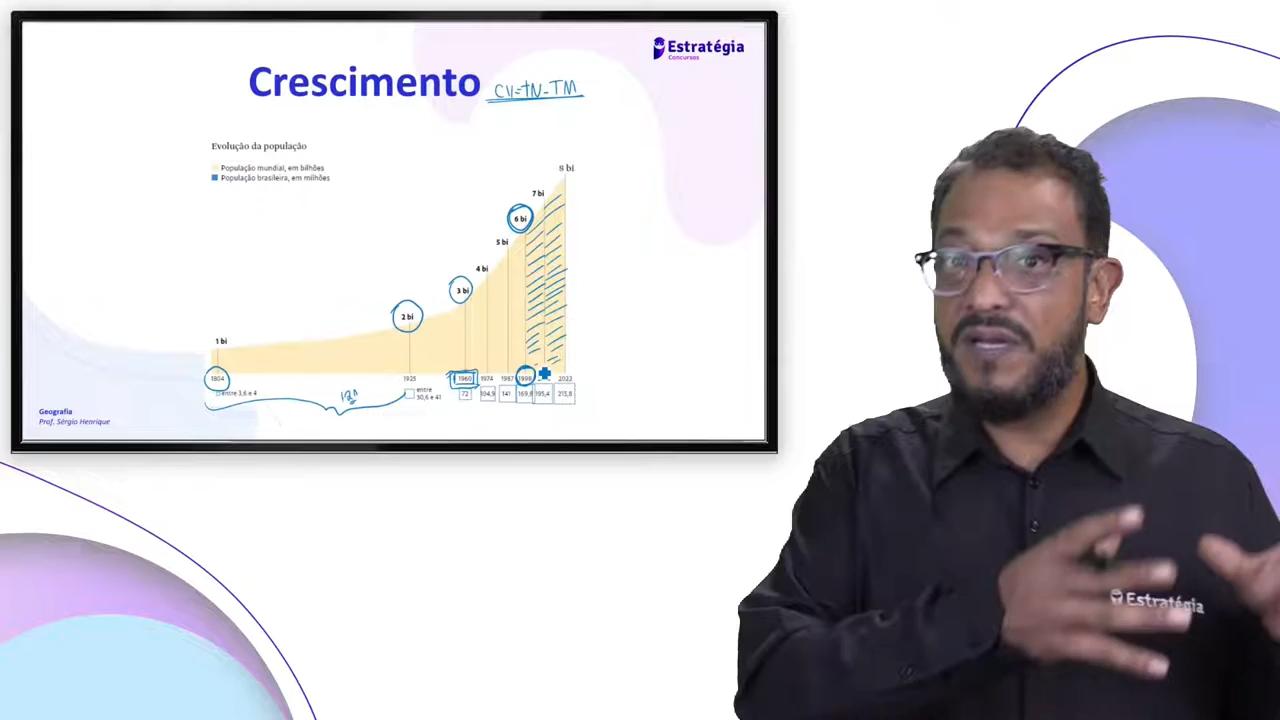 Estratégia
Concursos
Crescimento
CV=TN-TM
Evolução da população
População mundial, em bilhões
População brasileira, em milhões
8 bi
7 bi
6 bi
5 bi
4 bi
3 bi
2 bi
1 bi
1804 1925 1960 1974 1987 1998 2022
entre 3,6 e 4
entre
30,6 e 41
72 104,9 141 169,8 195,4 215,8
Geografia
Prof. Sérgio Henrique
Estratégia